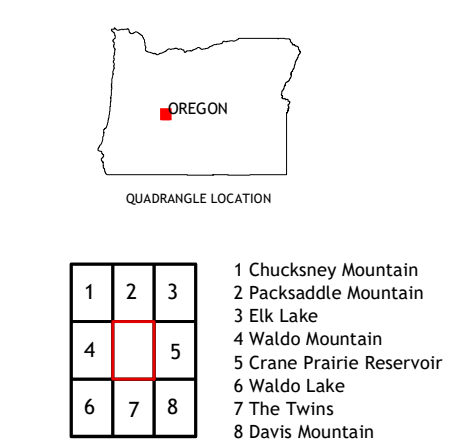 OREGON
QUADRANGLE LOCATION
1 2 3
4 5
6 7 8
1 Chucksney Mountain
2 Packsaddle Mountain
3 Elk Lake
4 Waldo Mountain
5 Crane Prairie Reservoir
6 Waldo Lake
7 The Twins
8 Davis Mountain